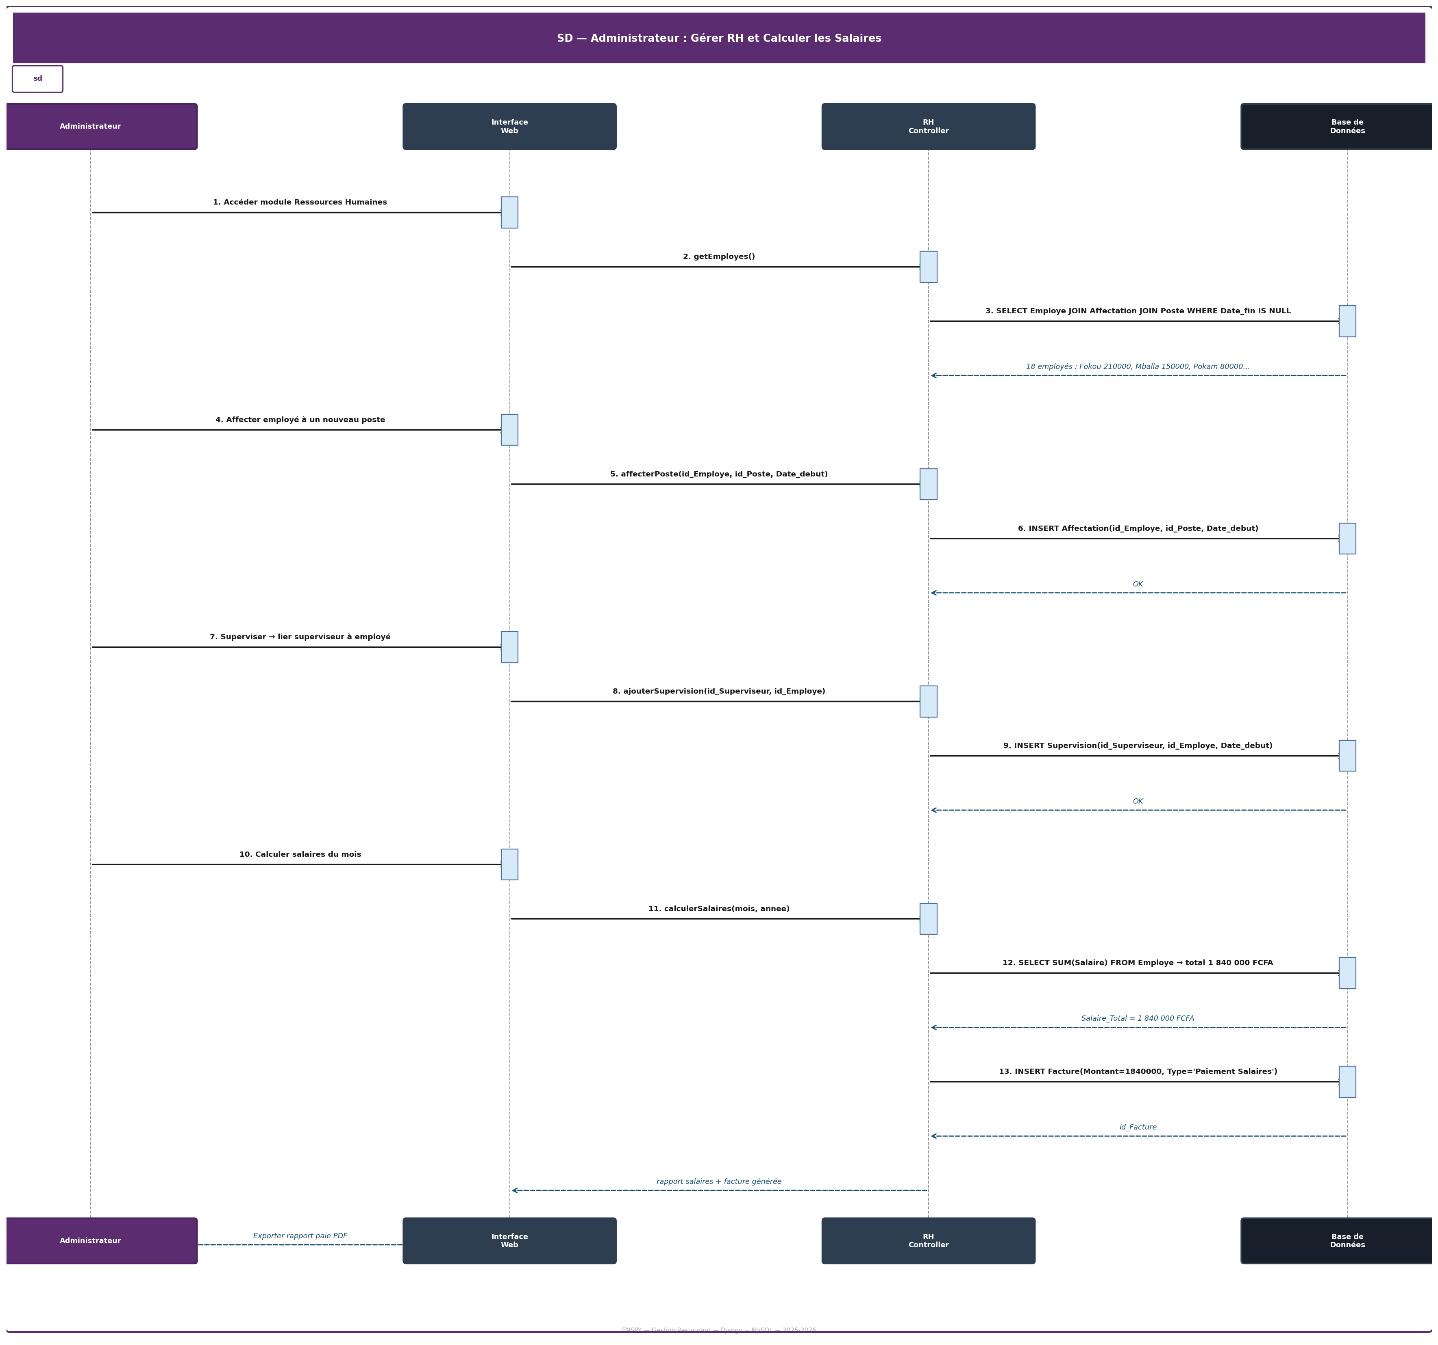 SD — Administrateur : Gérer RH et Calculer les Salaires
sd
Administrateur
Interface
Web
RH
Controller
Base de
Données
1. Accéder module Ressources Humaines
2. getEmployes()
3. SELECT Employe JOIN Affectation JOIN Poste WHERE Date_fin IS NULL
18 employés : Fokou 210000, Mballa 150000, Pokam 80000...
4. Affecter employé à un nouveau poste
5. affecterPoste(id_Employe, id_Poste, Date_debut)
6. INSERT Affectation(id_Employe, id_Poste, Date_debut)
OK
7. Superviser → lier superviseur à employé
8. ajouterSupervision(id_Superviseur, id_Employe)
9. INSERT Supervision(id_Superviseur, id_Employe, Date_debut)
OK
10. Calculer salaires du mois
11. calculerSalaires(mois, annee)
12. SELECT SUM(Salaire) FROM Employe → total 1 840 000 FCFA
Salaire_Total = 1 840 000 FCFA
13. INSERT Facture(Montant=1840000, Type='Paiement Salaires')
id_Facture
rapport salaires + facture générée
Administrateur
Exporter rapport paie PDF
Interface
Web
RH
Controller
Base de
Données
— Gestion Restaurant — Django + MySQL — 2025-2026